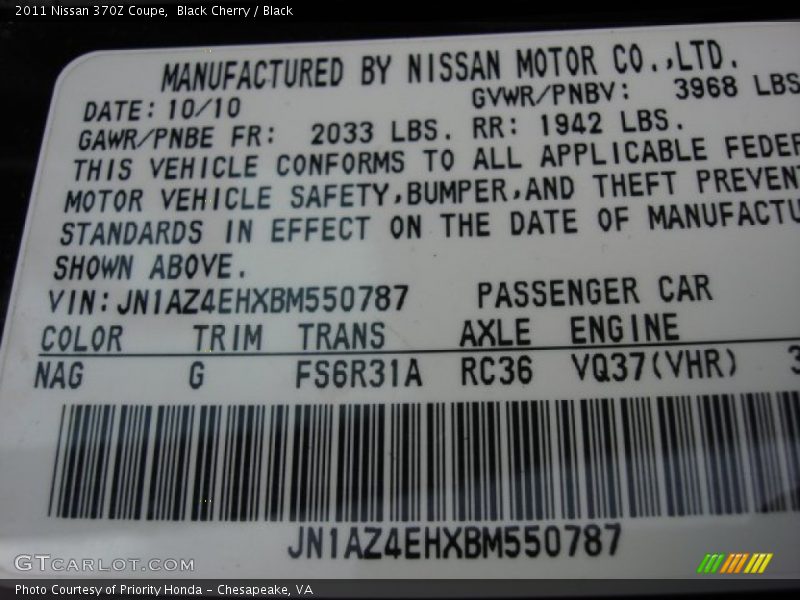 2011 Nissan 370Z Coupe,  Black Cherry / Black
MANUFACTURED BY NISSAN MOTOR CO.,LTD.
DATE: 10/10 GVWR/PNBV: 3968 LBS
GAWR/PNBE FR: 2033 LBS. RR: 1942 LBS.
THIS VEHICLE CONFORMS TO ALL APPLICABLE FEDER
MOTOR VEHICLE SAFETY,BUMPER,AND THEFT PREVENT
STANDARDS IN EFFECT ON THE DATE OF MANUFACTU
SHOWN ABOVE.
VIN: JN1AZ4EHXBM550787 PASSENGER CAR
COLOR TRIM TRANS AXLE ENGINE
NAG G FS6R31A RC36 VQ37(VHR) 3
JN1AZ4EHXBM550787
GTCARLOT.COM
Photo Courtesy of Priority Honda - Chesapeake, VA